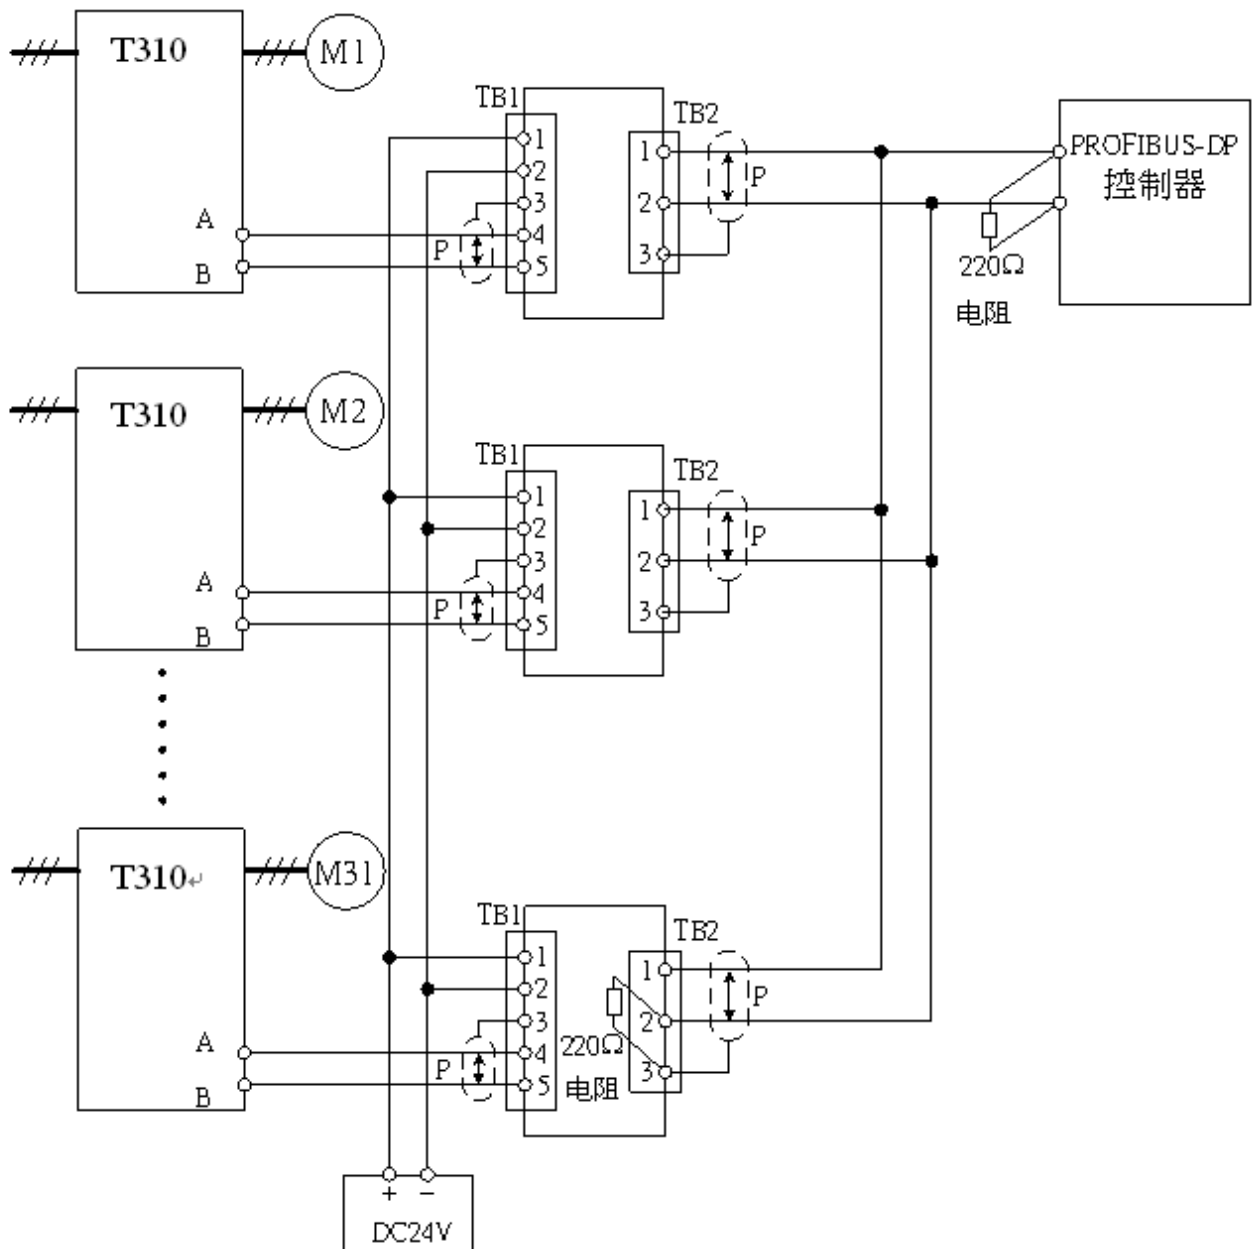 T310
M1
A
B
P
TB1
1
2
3
4
5
TB2
1
2
3
P
PROFIBUS-DP
控制器
220Ω
电阻
T310
M2
A
B
P
TB1
1
2
3
4
5
TB2
1
2
3
P
T310↵
M31
A
B
P
TB1
1
2
3
4
5
220Ω
电阻
TB2
1
2
3
P
+ −
DC24V